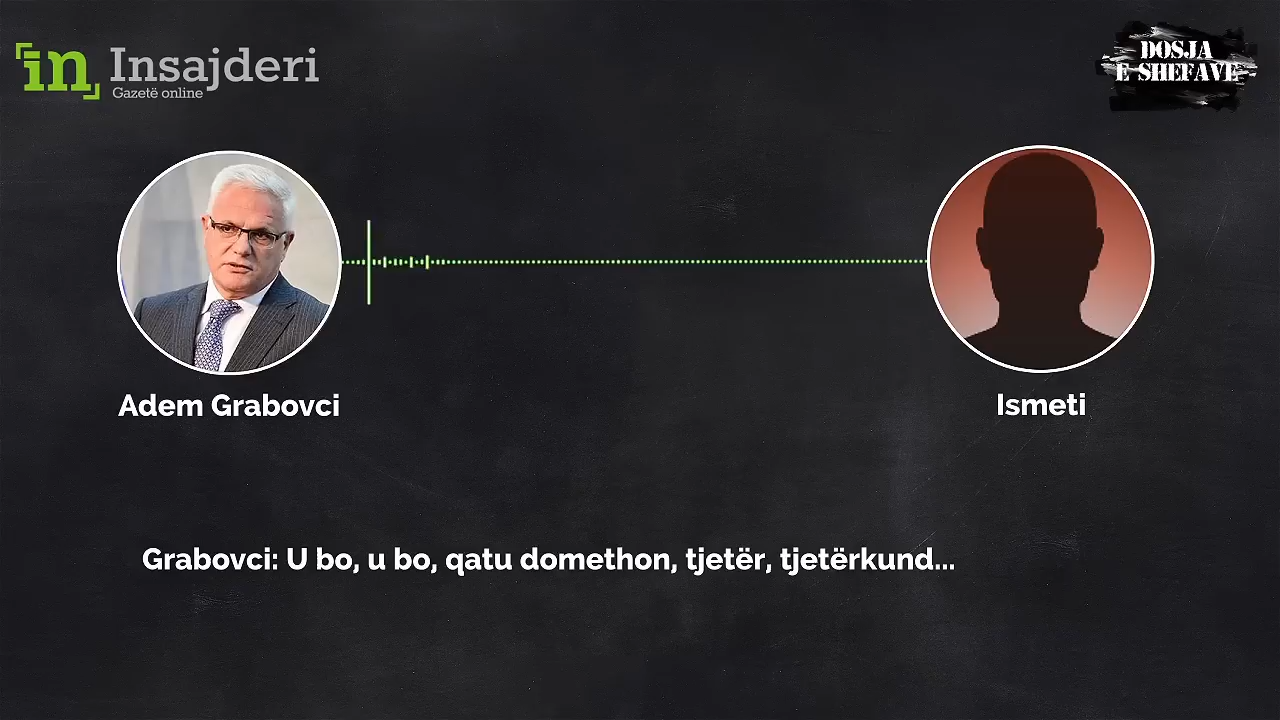 in Insajderi
Gazetë online
DOSJA
E SHEFAVE
Adem Grabovci
Ismeti
Grabovci: U bo, u bo, qatu domethon, tjetër, tjetërkund...